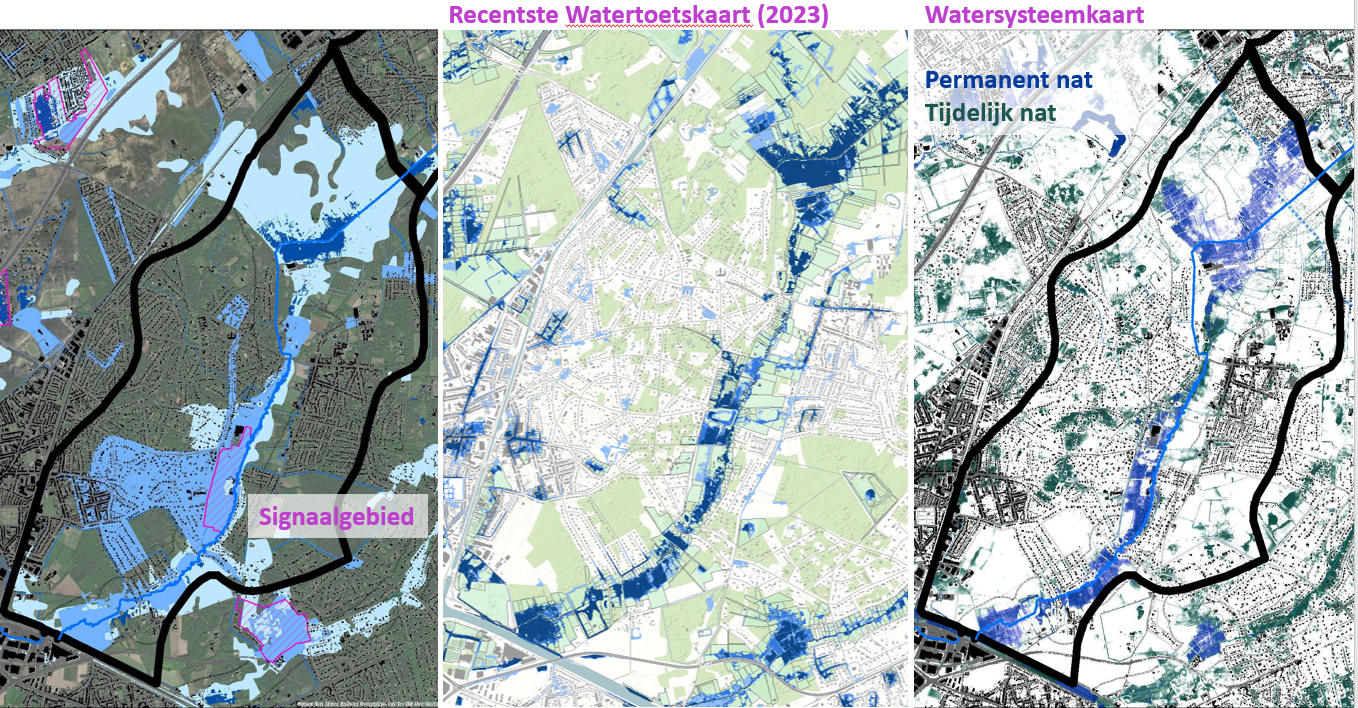 Recentste Watertoetskaart (2023)
Watersysteemkaart
Permanent nat
Tijdelijk nat
Signaalgebied